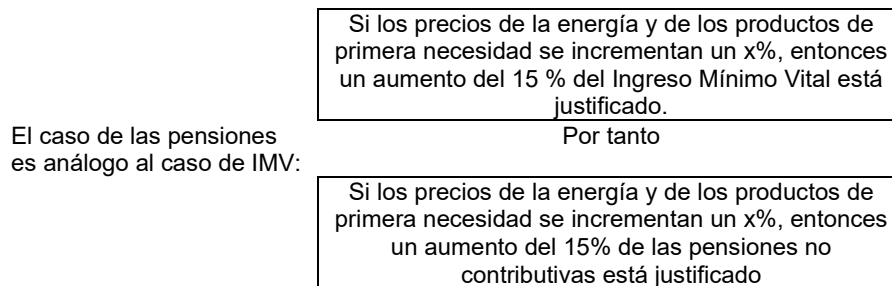 Si los precios de la energía y de los productos de
primera necesidad se incrementan un x%, entonces
un aumento del 15 % del Ingreso Mínimo Vital está
justificado.
El caso de las pensiones
es análogo al caso de IMV:
Por tanto
Si los precios de la energía y de los productos de
primera necesidad se incrementan un x%, entonces
un aumento del 15% de las pensiones no
contributivas está justificado